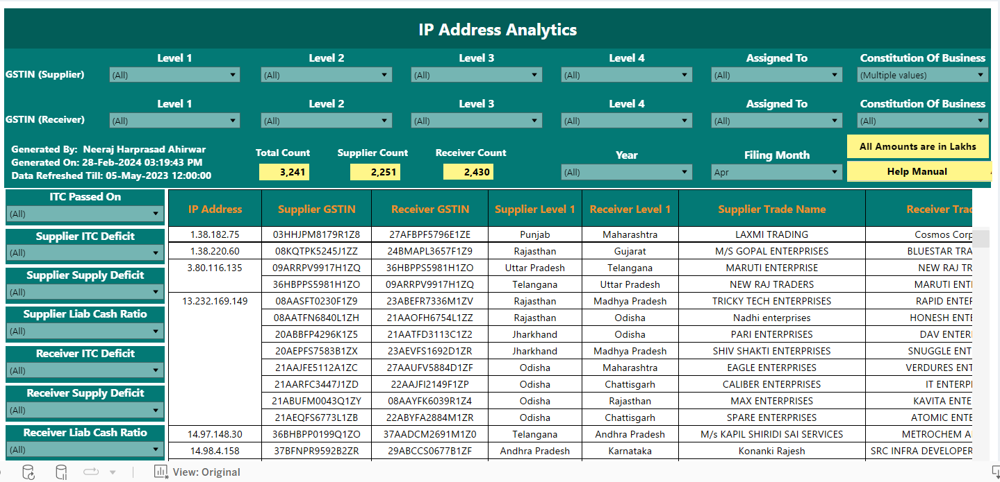 IP Address Analytics
Level 1 Level 2 Level 3 Level 4 Assigned To Constitution Of Business
GSTIN (Supplier) (All) (All) (All) (All) (All) (Multiple values)
Level 1 Level 2 Level 3 Level 4 Assigned To Constitution Of Business
GSTIN (Receiver) (All) (All) (All) (All) (All) (All)
Generated By: Neeraj Harprasad Ahirwar
Generated On: 28-Feb-2024 03:19:43 PM
Data Refreshed Till: 05-May-2023 12:00:00
Total Count Supplier Count Receiver Count
3,241 2,251 2,430
Year Filing Month
(All) Apr
All Amounts are in Lakhs
Help Manual
ITC Passed On
(All)
Supplier ITC Deficit
(All)
Supplier Supply Deficit
(All)
Supplier Liab Cash Ratio
(All)
Receiver ITC Deficit
(All)
Receiver Supply Deficit
(All)
Receiver Liab Cash Ratio
(All)
IP Address Supplier GSTIN Receiver GSTIN Supplier Level 1 Receiver Level 1 Supplier Trade Name Receiver Trac
1.38.182.75 03HHJPM8179R1Z8 27AFBPF5796E1ZE Punjab Maharashtra LAXMI TRADING Cosmos Corp
1.38.220.60 08KQTPK5245J1ZZ 24BMAPL3657F1Z9 Rajasthan Gujarat M/S GOPAL ENTERPRISES BLUESTAR TRA
3.80.116.135 09ARRPV9917H1ZQ 36HBPPS5981H1ZO Uttar Pradesh Telangana MARUTI ENTERPRISE NEW RAJ TR
36HBPPS5981H1ZO 09ARRPV9917H1ZQ Telangana Uttar Pradesh NEW RAJ TRADERS MARUTI ENTI
13.232.169.149 08AASFT0230F1Z9 23ABEFR7336M1ZV Rajasthan Madhya Pradesh TRICKY TECH ENTERPRISES RAPID ENTER
08AATFN6840L1ZH 21AAOFH6754L1ZZ Rajasthan Odisha Nadhi enterprises HONESH ENTE
20ABBFP4296K1Z5 21AATFD3113C1Z2 Jharkhand Odisha PARI ENTERPRISES DAV ENTER
20AEPFS7583B1ZX 23AEVFS1692D1ZR Jharkhand Madhya Pradesh SHIV SHAKTI ENTERPRISES SNUGGLE ENT
21AAJFE5112A1ZC 27AAUFV5884D1ZF Odisha Maharashtra EAGLE ENTERPRISES VERDURES ENT
21AARFC3447J1ZD 22AAJFI2149F1ZP Odisha Chattisgarh CALIBER ENTERPRISES IT ENTERP
21ABUFM0043Q1ZY 08AAYFK6039R1Z4 Odisha Rajasthan MAX ENTERPRISES KAVITA ENTE
21AEQFS6773L1ZB 22ABYFA2884M1ZR Odisha Chattisgarh SPARE ENTERPRISES ATOMIC ENTE
14.97.148.30 36BHBPP0199Q1ZO 37AADCM2691M1Z0 Telangana Andhra Pradesh M/s KAPIL SHIRIDI SAI SERVICES METROCHEM A
14.98.4.158 37BFNPR9592B2ZR 29ABCCS0677B1ZF Andhra Pradesh Karnataka Konanki Rajesh SRC INFRA DEVELOPER
View: Original